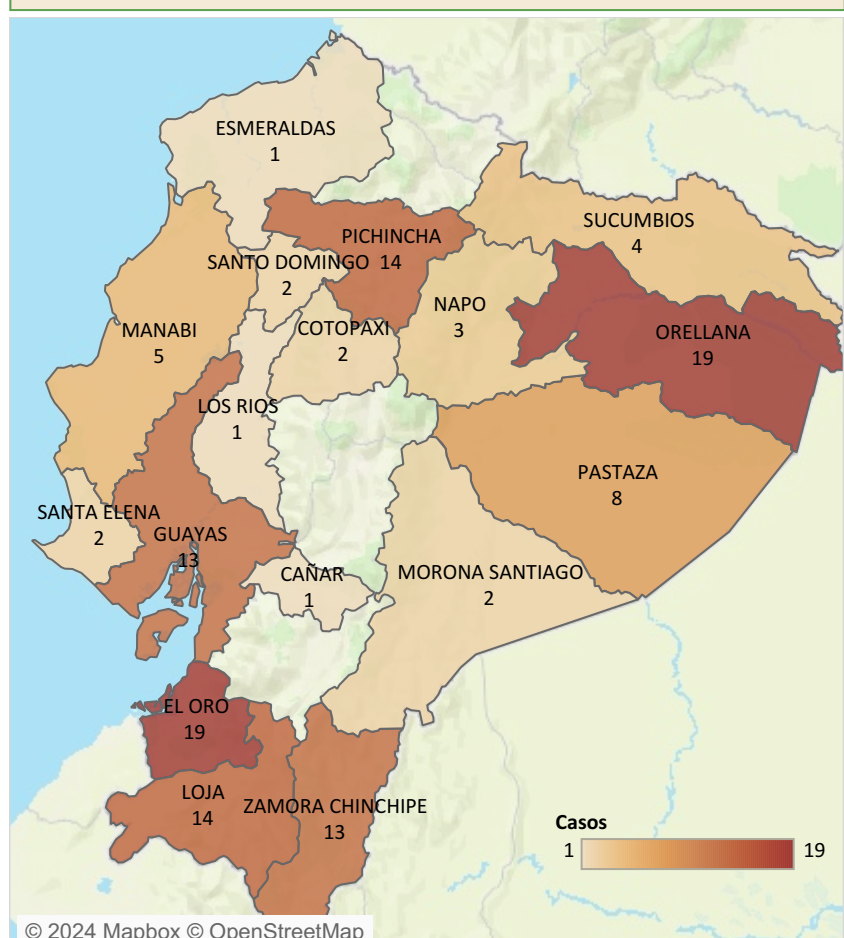 ESMERALDAS
1
PICHINCHA
14
SUCUMBIOS
4
SANTO DOMINGO
2
NAPO
3
COTOPAXI
2
MANABI
5
ORELLANA
19
LOS RIOS
1
PASTAZA
8
SANTA ELENA
2
GUAYAS
13
CAÑAR
1
MORONA SANTIAGO
2
EL ORO
19
LOJA
14
ZAMORA CHINCHIPE
13
Casos
1 19
© 2024 Mapbox © OpenStreetMap